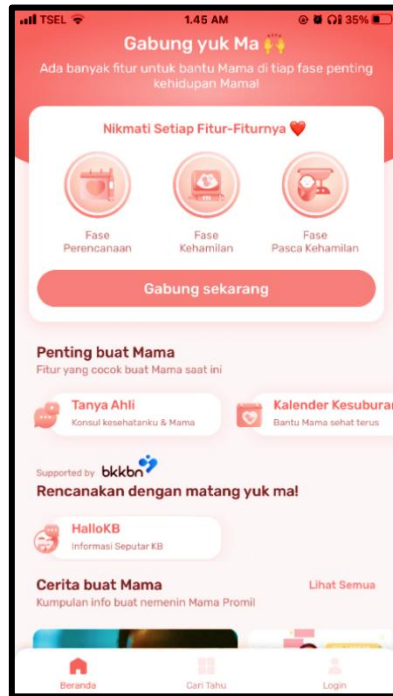 TSEL 1.45 AM 35%
Gabung yuk Ma 🙌
Ada banyak fitur untuk bantu Mama di tiap fase penting
kehidupan Mama!
Nikmati Setiap Fitur-Fiturnya ❤️
Fase
Perencanaan
Fase
Kehamilan
Fase
Pasca Kehamilan
Gabung sekarang
Penting buat Mama
Fitur yang cocok buat Mama saat ini
Tanya Ahli
Konsul kesehatanku & Mama
Kalender Kesubura
Bantu Mama sehat terus
Supported by bkkbn
Rencanakan dengan matang yuk ma!
HalloKB
Informasi Seputar KB
Cerita buat Mama
Lihat Semua
Kumpulan info buat nemenin Mama Promil
Beranda
Cari Tahu
Login